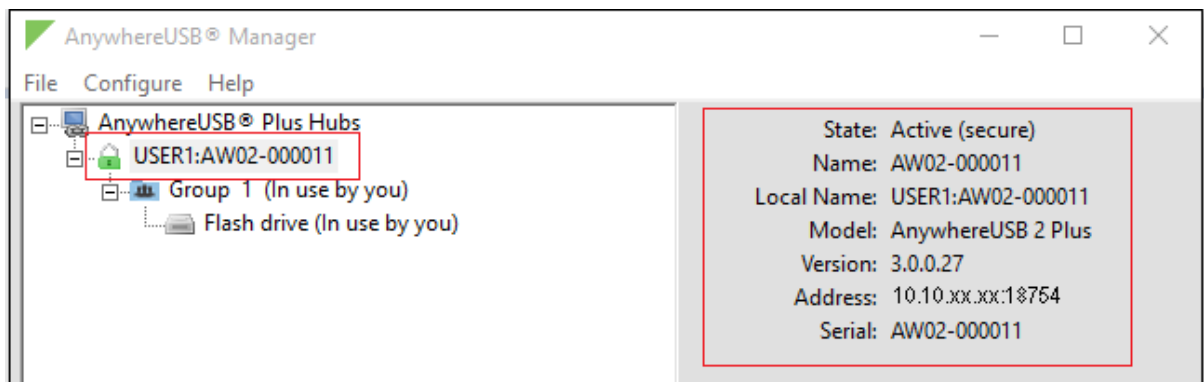 AnywhereUSB® Manager
File Configure Help
AnywhereUSB® Plus Hubs
USER1:AW02-000011
Group 1 (In use by you)
Flash drive (In use by you)
State: Active (secure)
Name: AW02-000011
Local Name: USER1:AW02-000011
Model: AnywhereUSB 2 Plus
Version: 3.0.0.27
Address: 10.10.xx.xx:18754
Serial: AW02-000011